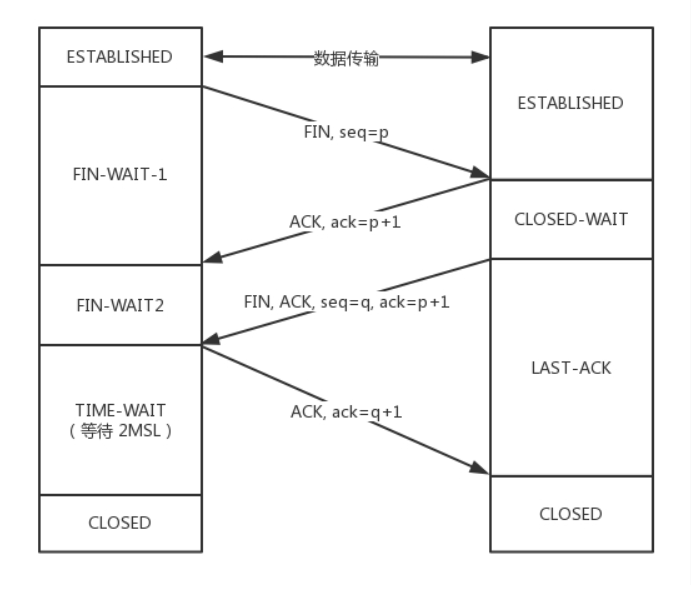 ESTABLISHED
数据传输
ESTABLISHED
FIN, seq=p
FIN-WAIT-1
ACK, ack=p+1
CLOSED-WAIT
FIN-WAIT2
FIN, ACK, seq=q, ack=p+1
LAST-ACK
TIME-WAIT
（等待 2MSL）
ACK, ack=q+1
CLOSED
CLOSED